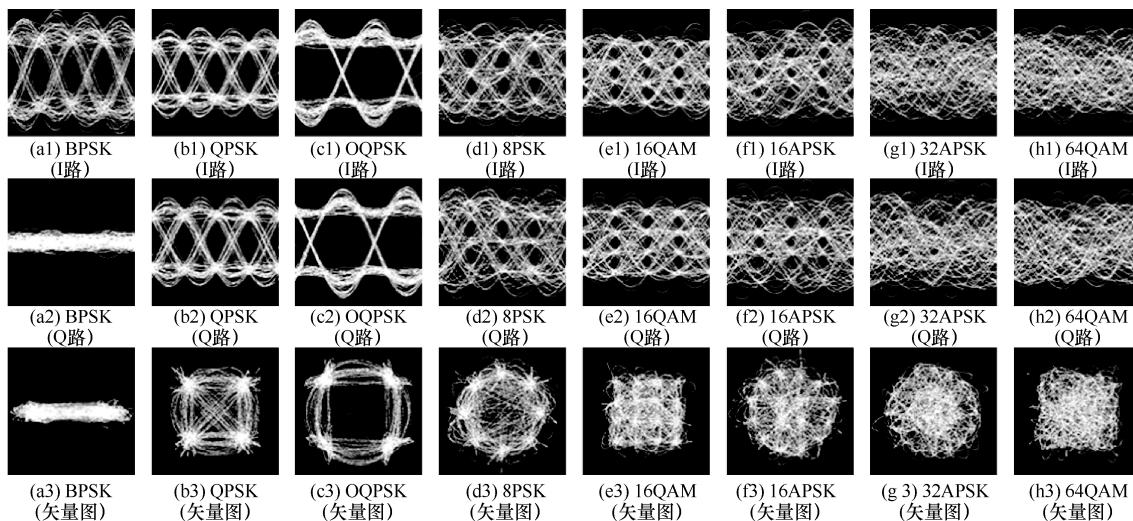 (a1) BPSK (b1) QPSK (c1) OQPSK (d1) 8PSK (e1) 16QAM (f1) 16APSK (g1) 32APSK (h1) 64QAM
(I路) (I路) (I路) (I路) (I路) (I路) (I路) (I路)
(a2) BPSK (b2) QPSK (c2) OQPSK (d2) 8PSK (e2) 16QAM (f2) 16APSK (g2) 32APSK (h2) 64QAM
(Q路) (Q路) (Q路) (Q路) (Q路) (Q路) (Q路) (Q路)
(a3) BPSK (b3) QPSK (c3) OQPSK (d3) 8PSK (e3) 16QAM (f3) 16APSK (g 3) 32APSK (h3) 64QAM
(矢量图) (矢量图) (矢量图) (矢量图) (矢量图) (矢量图) (矢量图) (矢量图)